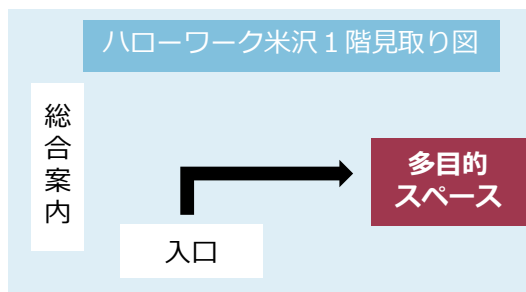 ハローワーク米沢１階見取り図
総合案内
多目的
スペース
入口